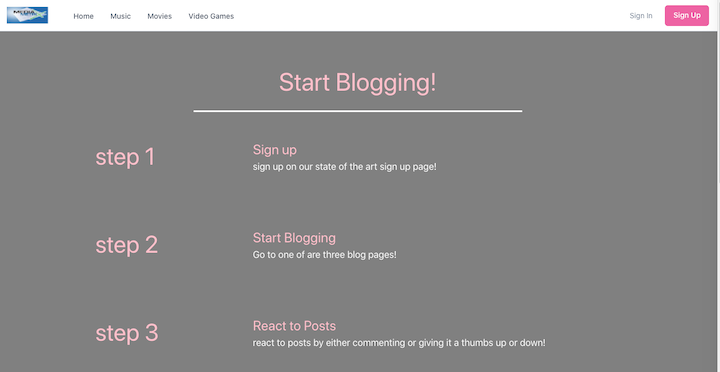 Home Music Movies Video Games Sign In Sign Up
Start Blogging!
step 1
Sign up
sign up on our state of the art sign up page!
step 2
Start Blogging
Go to one of are three blog pages!
step 3
React to Posts
react to posts by either commenting or giving it a thumbs up or down!